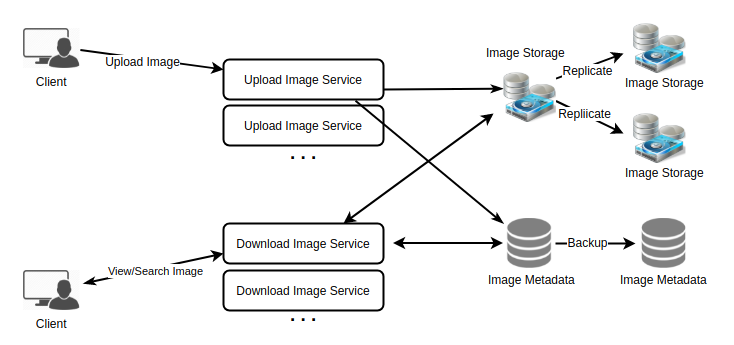 Client
Upload Image
Upload Image Service
Upload Image Service
. . .
Image Storage
Replicate
Image Storage
Repliicate
Image Storage
Download Image Service
Download Image Service
. . .
View/Search Image
Client
Image Metadata
Backup
Image Metadata